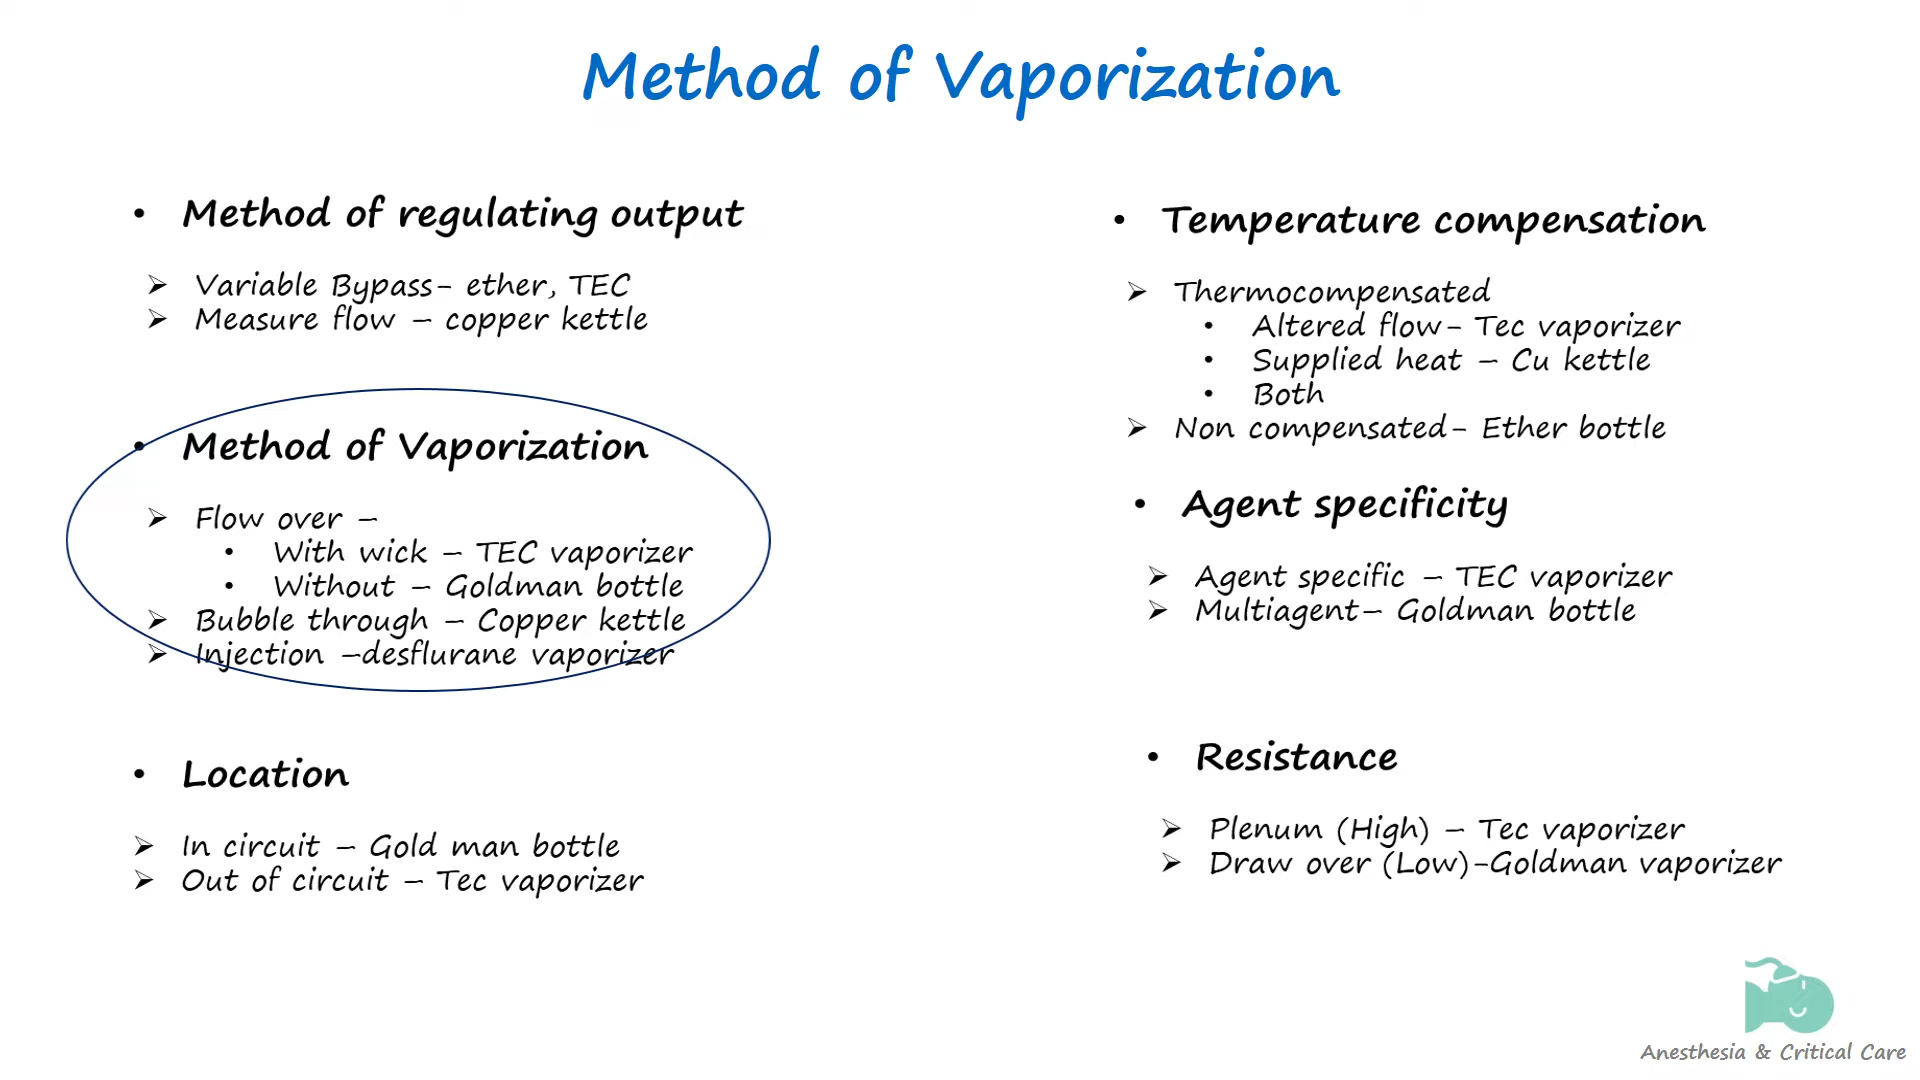 Method of Vaporization
• Method of regulating output
➢ Variable Bypass- ether, TEC
➢ Measure flow – copper kettle
• Method of Vaporization
➢ Flow over –
• With wick – TEC vaporizer
• Without – Goldman bottle
➢ Bubble through – Copper kettle
➢ Injection –desflurane vaporizer
• Location
➢ In circuit – Gold man bottle
➢ Out of circuit – Tec vaporizer
• Temperature compensation
➢ Thermocompensated
• Altered flow- Tec vaporizer
• Supplied heat – Cu kettle
• Both
➢ Non compensated- Ether bottle
• Agent specificity
➢ Agent specific – TEC vaporizer
➢ Multiagent– Goldman bottle
• Resistance
➢ Plenum (High) – Tec vaporizer
➢ Draw over (Low)-Goldman vaporizer
Anesthesia & Critical Care